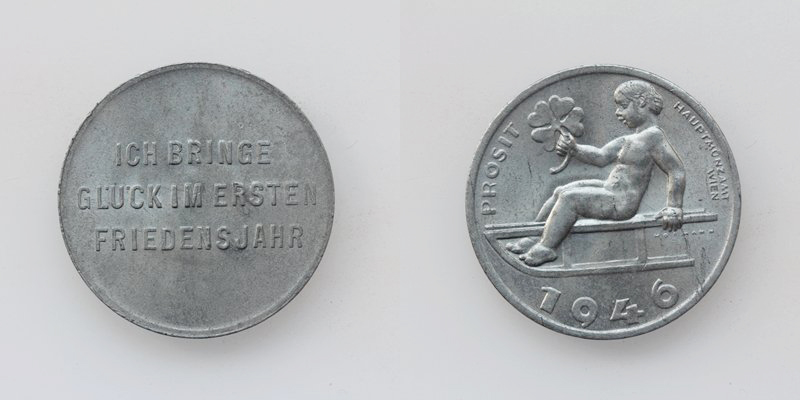 ICH BRINGE
GLÜCK IM ERSTEN
FRIEDENSJAHR
PROSIT
HAUPTMÜNZAMT
WIEN
1946